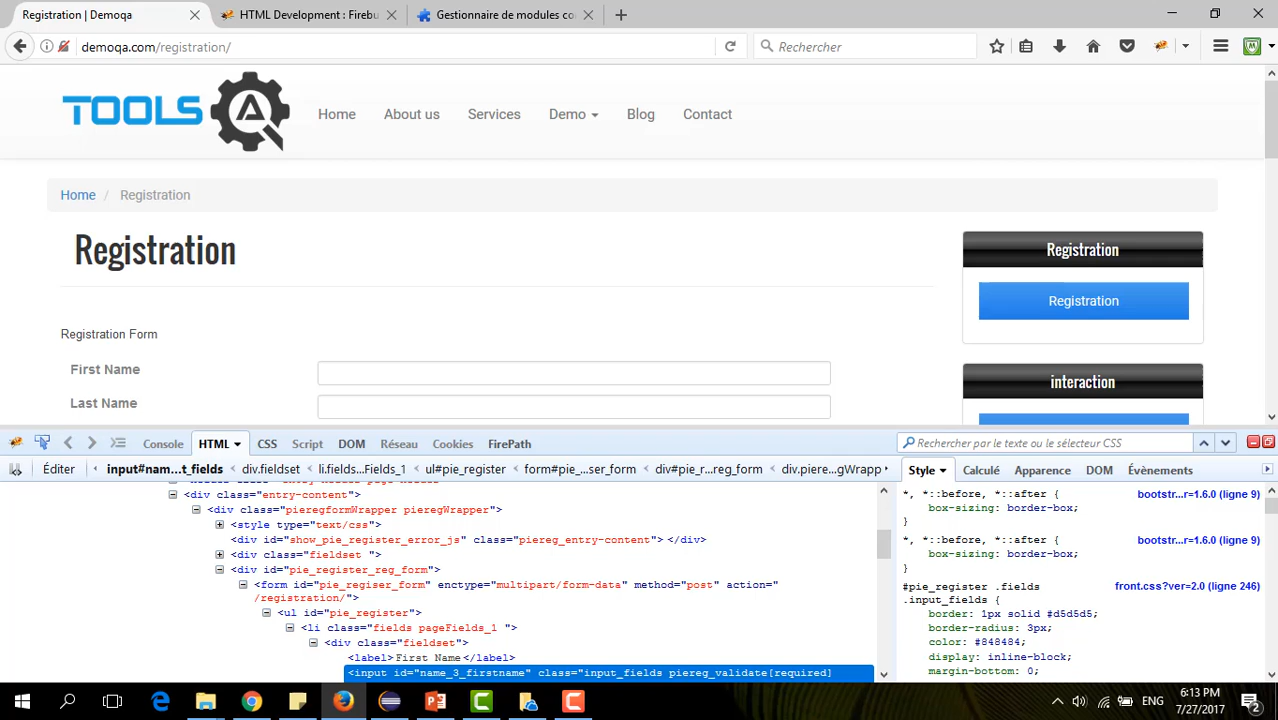 Registration | Demoqa
HTML Development : Firebu
Gestionnaire de modules co
demoqa.com/registration/
Rechercher
TOOLS QA
Home
About us
Services
Demo
Blog
Contact
Home / Registration
Registration
Registration
Registration
Registration Form
First Name
Last Name
interaction
Console
HTML
CSS
Script
DOM
Réseau
Cookies
FirePath
Rechercher par le texte ou le sélecteur CSS
Éditer
input#nam...t_fields
div.fieldset
li.fields...Fields_1
ul#pie_register
form#pie_...ser_form
div#pie_r...reg_form
div.piere...gWrapp
Style
Calculé
Apparence
DOM
Évènements
<div class="entry-content">
<div class="pieregformWrapper pieregWrapper">
<style type="text/css">
<div id="show_pie_register_error_js" class="piereg_entry-content"></div>
<div class="fieldset ">
<div id="pie_register_reg_form">
<form id="pie_regiser_form" enctype="multipart/form-data" method="post" action="
/registration/">
<ul id="pie_register">
<li class="fields pageFields_1 ">
<div class="fieldset">
<label>First Name</label>
<input id="name_3_firstname" class="input_fields piereg_validate[required]
*, *::before, *::after { bootstr...r=1.6.0 (ligne 9)
box-sizing: border-box;
}
*, *::before, *::after { bootstr...r=1.6.0 (ligne 9)
box-sizing: border-box;
}
#pie_register .fields front.css?ver=2.0 (ligne 246)
.input_fields {
border: 1px solid #d5d5d5;
border-radius: 3px;
color: #848484;
display: inline-block;
margin-bottom: 0;
ENG
6:13 PM
7/27/2017
2